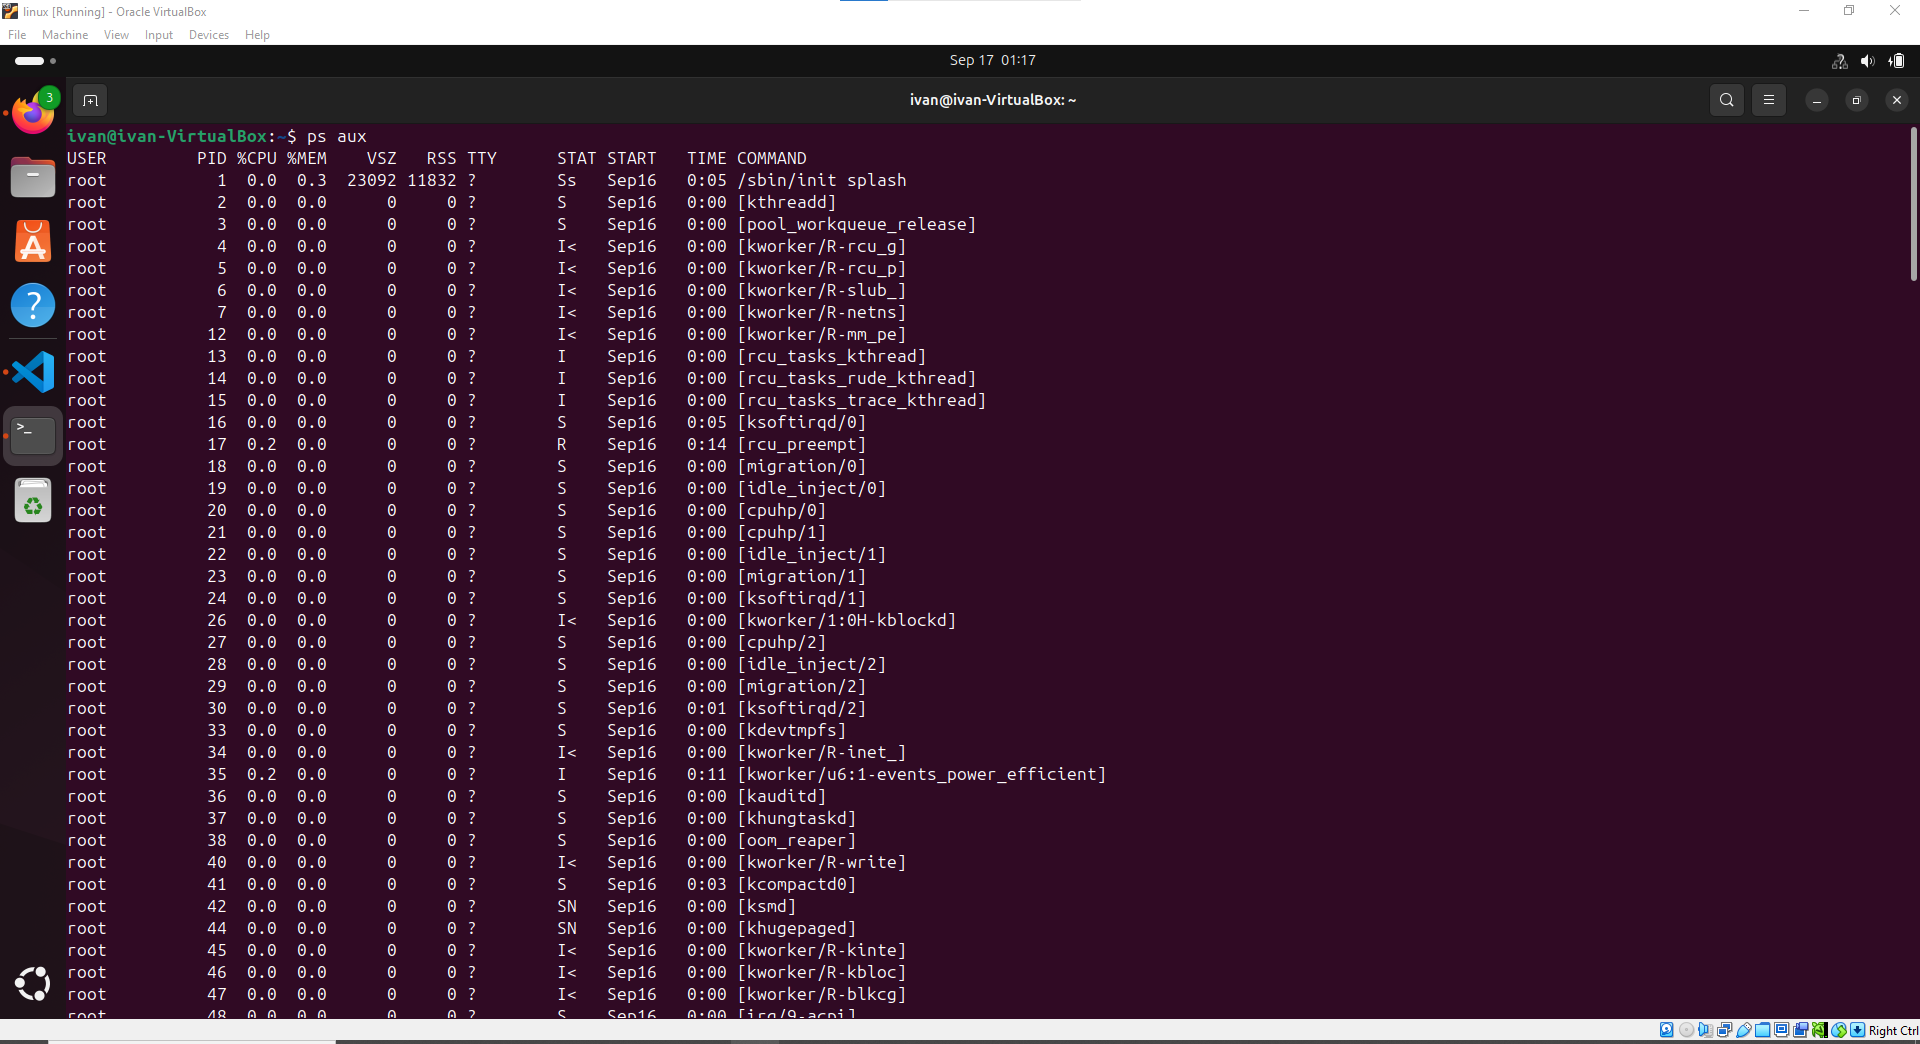 linux [Running] - Oracle VirtualBox
File Machine View Input Devices Help
Sep 17 01:17
3
ivan@ivan-VirtualBox: ~
ivan@ivan-VirtualBox:~$ ps aux
USER PID %CPU %MEM VSZ RSS TTY STAT START TIME COMMAND
root 1 0.0 0.3 23092 11832 ? Ss Sep16 0:05 /sbin/init splash
root 2 0.0 0.0 0 0 ? S Sep16 0:00 [kthreadd]
root 3 0.0 0.0 0 0 ? S Sep16 0:00 [pool_workqueue_release]
root 4 0.0 0.0 0 0 ? I< Sep16 0:00 [kworker/R-rcu_g]
root 5 0.0 0.0 0 0 ? I< Sep16 0:00 [kworker/R-rcu_p]
root 6 0.0 0.0 0 0 ? I< Sep16 0:00 [kworker/R-slub_]
root 7 0.0 0.0 0 0 ? I< Sep16 0:00 [kworker/R-netns]
root 12 0.0 0.0 0 0 ? I< Sep16 0:00 [kworker/R-mm_pe]
root 13 0.0 0.0 0 0 ? I Sep16 0:00 [rcu_tasks_kthread]
root 14 0.0 0.0 0 0 ? I Sep16 0:00 [rcu_tasks_rude_kthread]
root 15 0.0 0.0 0 0 ? I Sep16 0:00 [rcu_tasks_trace_kthread]
root 16 0.0 0.0 0 0 ? S Sep16 0:05 [ksoftirqd/0]
root 17 0.2 0.0 0 0 ? R Sep16 0:14 [rcu_preempt]
root 18 0.0 0.0 0 0 ? S Sep16 0:00 [migration/0]
root 19 0.0 0.0 0 0 ? S Sep16 0:00 [idle_inject/0]
root 20 0.0 0.0 0 0 ? S Sep16 0:00 [cpuhp/0]
root 21 0.0 0.0 0 0 ? S Sep16 0:00 [cpuhp/1]
root 22 0.0 0.0 0 0 ? S Sep16 0:00 [idle_inject/1]
root 23 0.0 0.0 0 0 ? S Sep16 0:00 [migration/1]
root 24 0.0 0.0 0 0 ? S Sep16 0:00 [ksoftirqd/1]
root 26 0.0 0.0 0 0 ? I< Sep16 0:00 [kworker/1:0H-kblockd]
root 27 0.0 0.0 0 0 ? S Sep16 0:00 [cpuhp/2]
root 28 0.0 0.0 0 0 ? S Sep16 0:00 [idle_inject/2]
root 29 0.0 0.0 0 0 ? S Sep16 0:00 [migration/2]
root 30 0.0 0.0 0 0 ? S Sep16 0:01 [ksoftirqd/2]
root 33 0.0 0.0 0 0 ? S Sep16 0:00 [kdevtmpfs]
root 34 0.0 0.0 0 0 ? I< Sep16 0:00 [kworker/R-inet_]
root 35 0.2 0.0 0 0 ? I Sep16 0:11 [kworker/u6:1-events_power_efficient]
root 36 0.0 0.0 0 0 ? S Sep16 0:00 [kauditd]
root 37 0.0 0.0 0 0 ? S Sep16 0:00 [khungtaskd]
root 38 0.0 0.0 0 0 ? S Sep16 0:00 [oom_reaper]
root 40 0.0 0.0 0 0 ? I< Sep16 0:00 [kworker/R-write]
root 41 0.0 0.0 0 0 ? S Sep16 0:03 [kcompactd0]
root 42 0.0 0.0 0 0 ? SN Sep16 0:00 [ksmd]
root 44 0.0 0.0 0 0 ? SN Sep16 0:00 [khugepaged]
root 45 0.0 0.0 0 0 ? I< Sep16 0:00 [kworker/R-kinte]
root 46 0.0 0.0 0 0 ? I< Sep16 0:00 [kworker/R-kbloc]
root 47 0.0 0.0 0 0 ? I< Sep16 0:00 [kworker/R-blkcg]
root 48 0.0 0.0 0 0 ? S Sep16 0:00 [irq/9-acpi]
Right Ctrl